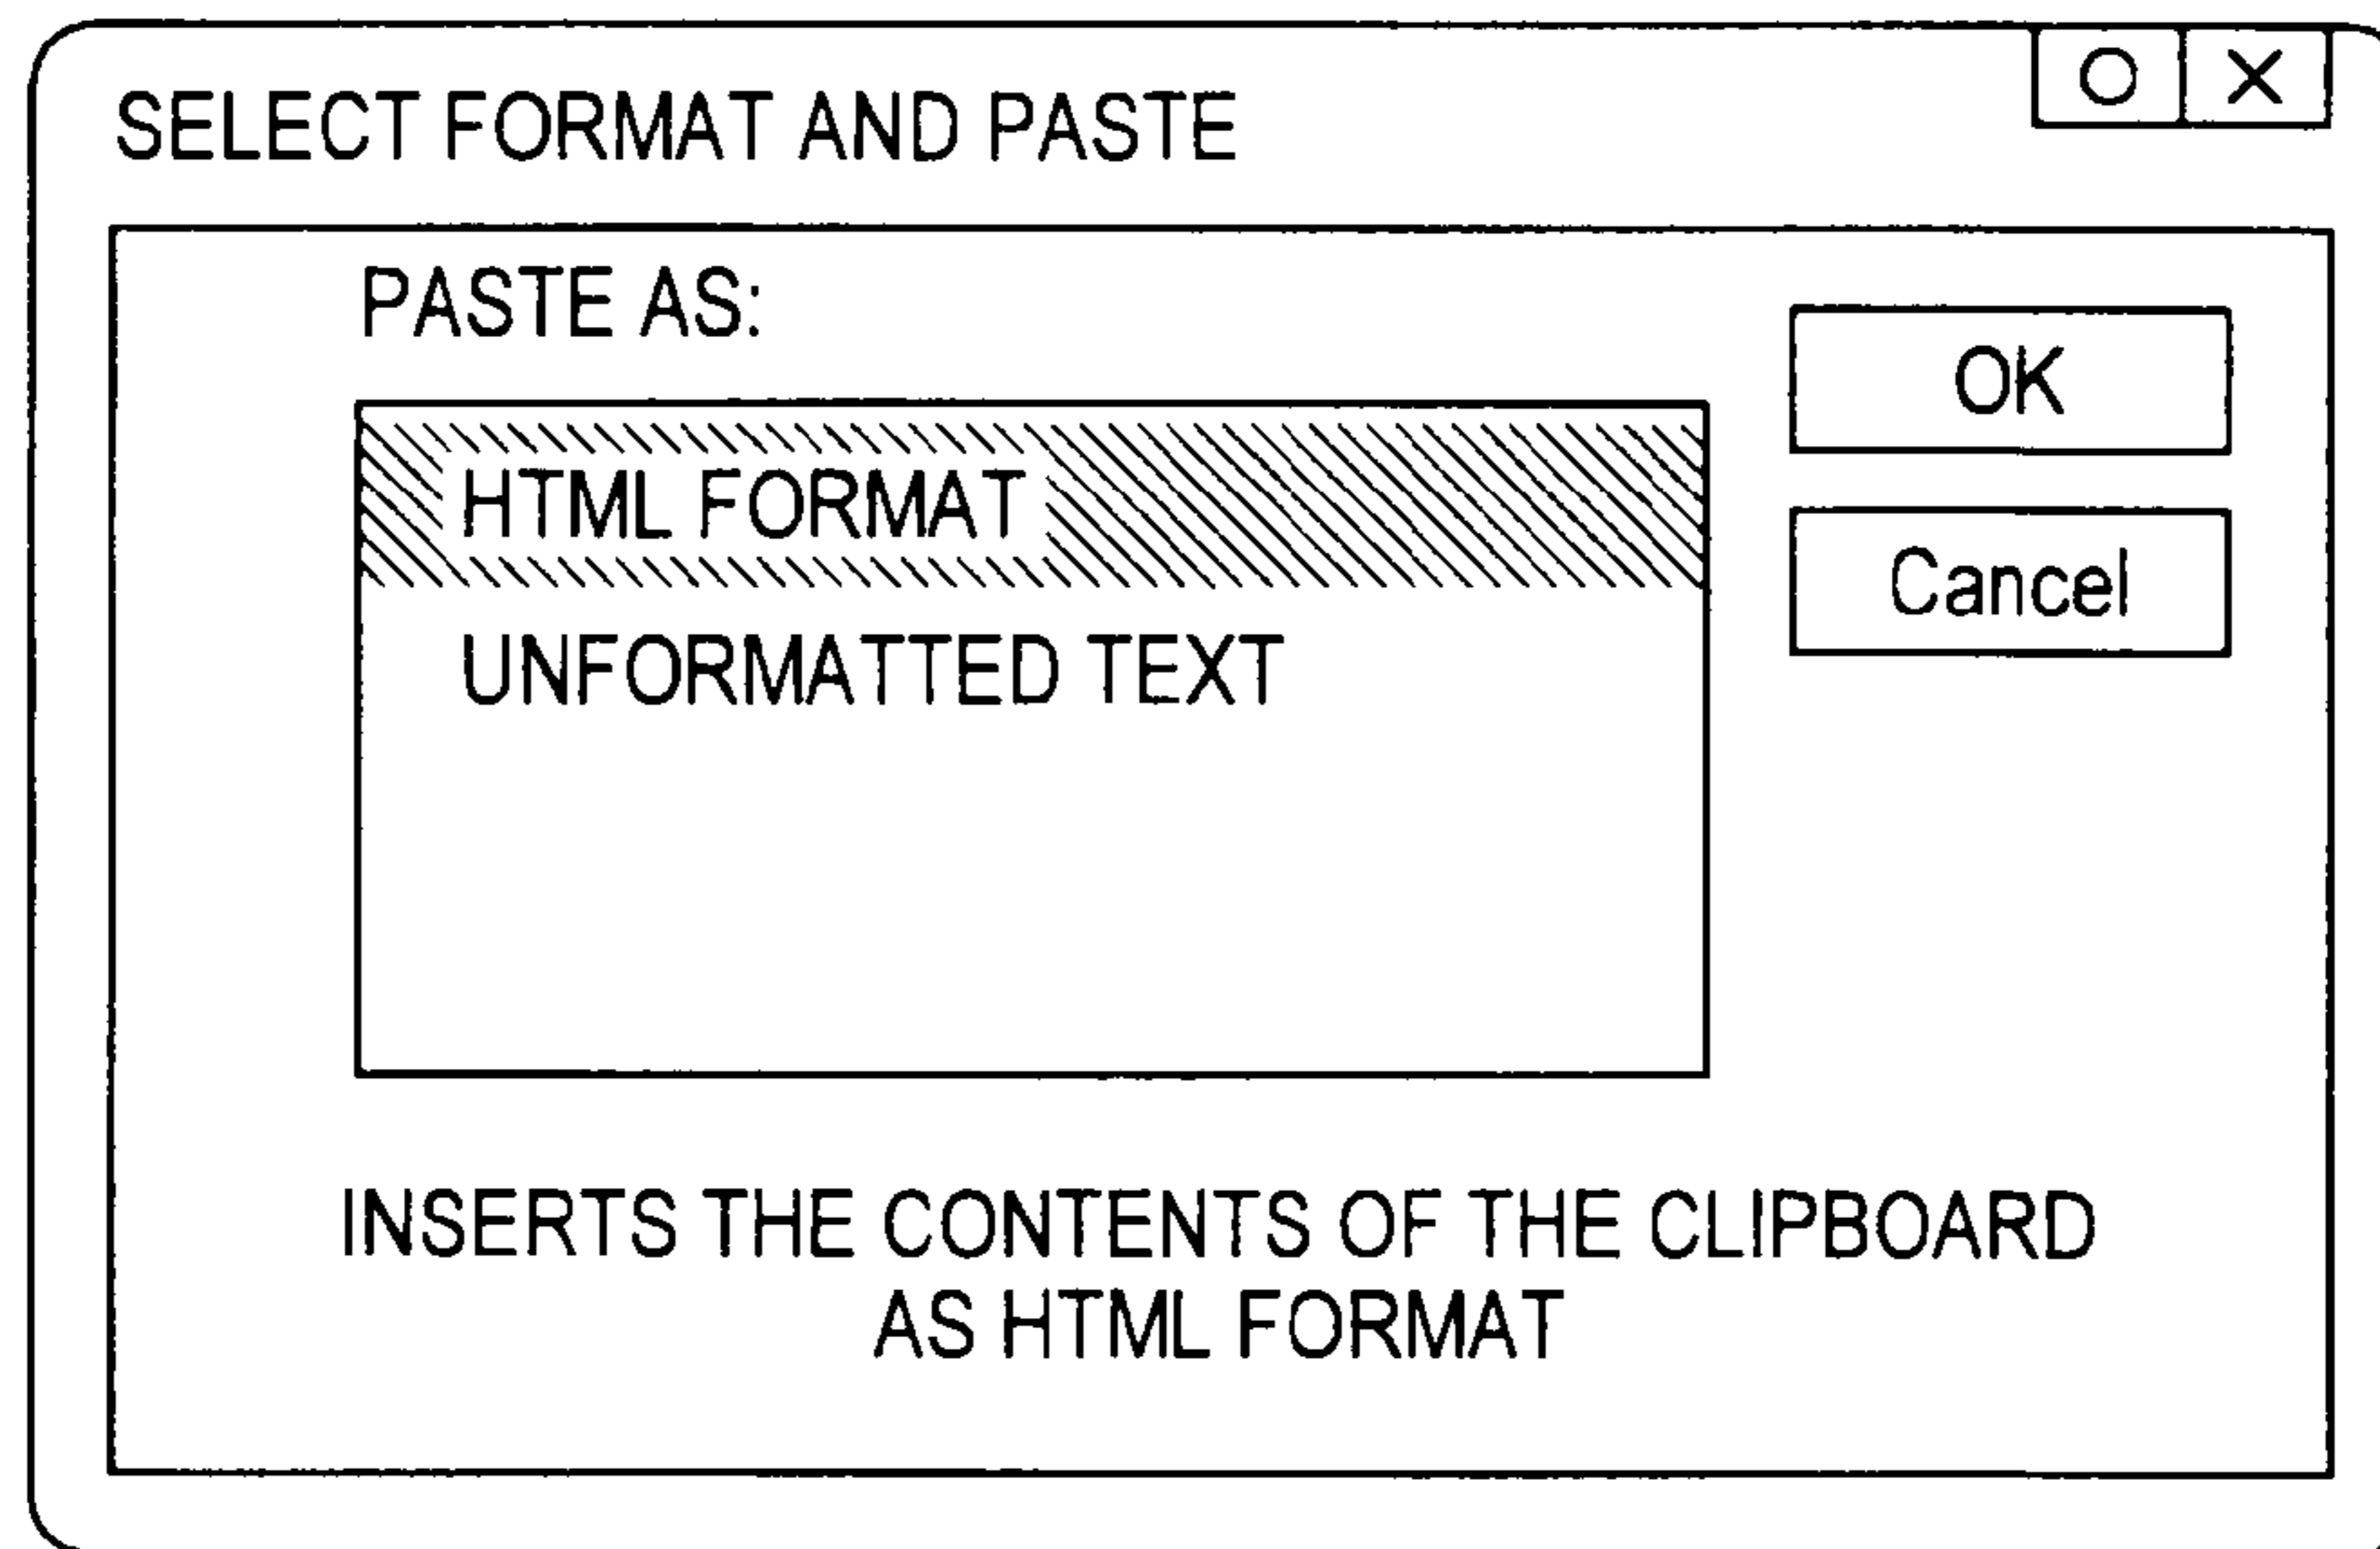 SELECT FORMAT AND PASTE
PASTE AS:
OK
HTML FORMAT
Cancel
UNFORMATTED TEXT
INSERTS THE CONTENTS OF THE CLIPBOARD
AS HTML FORMAT